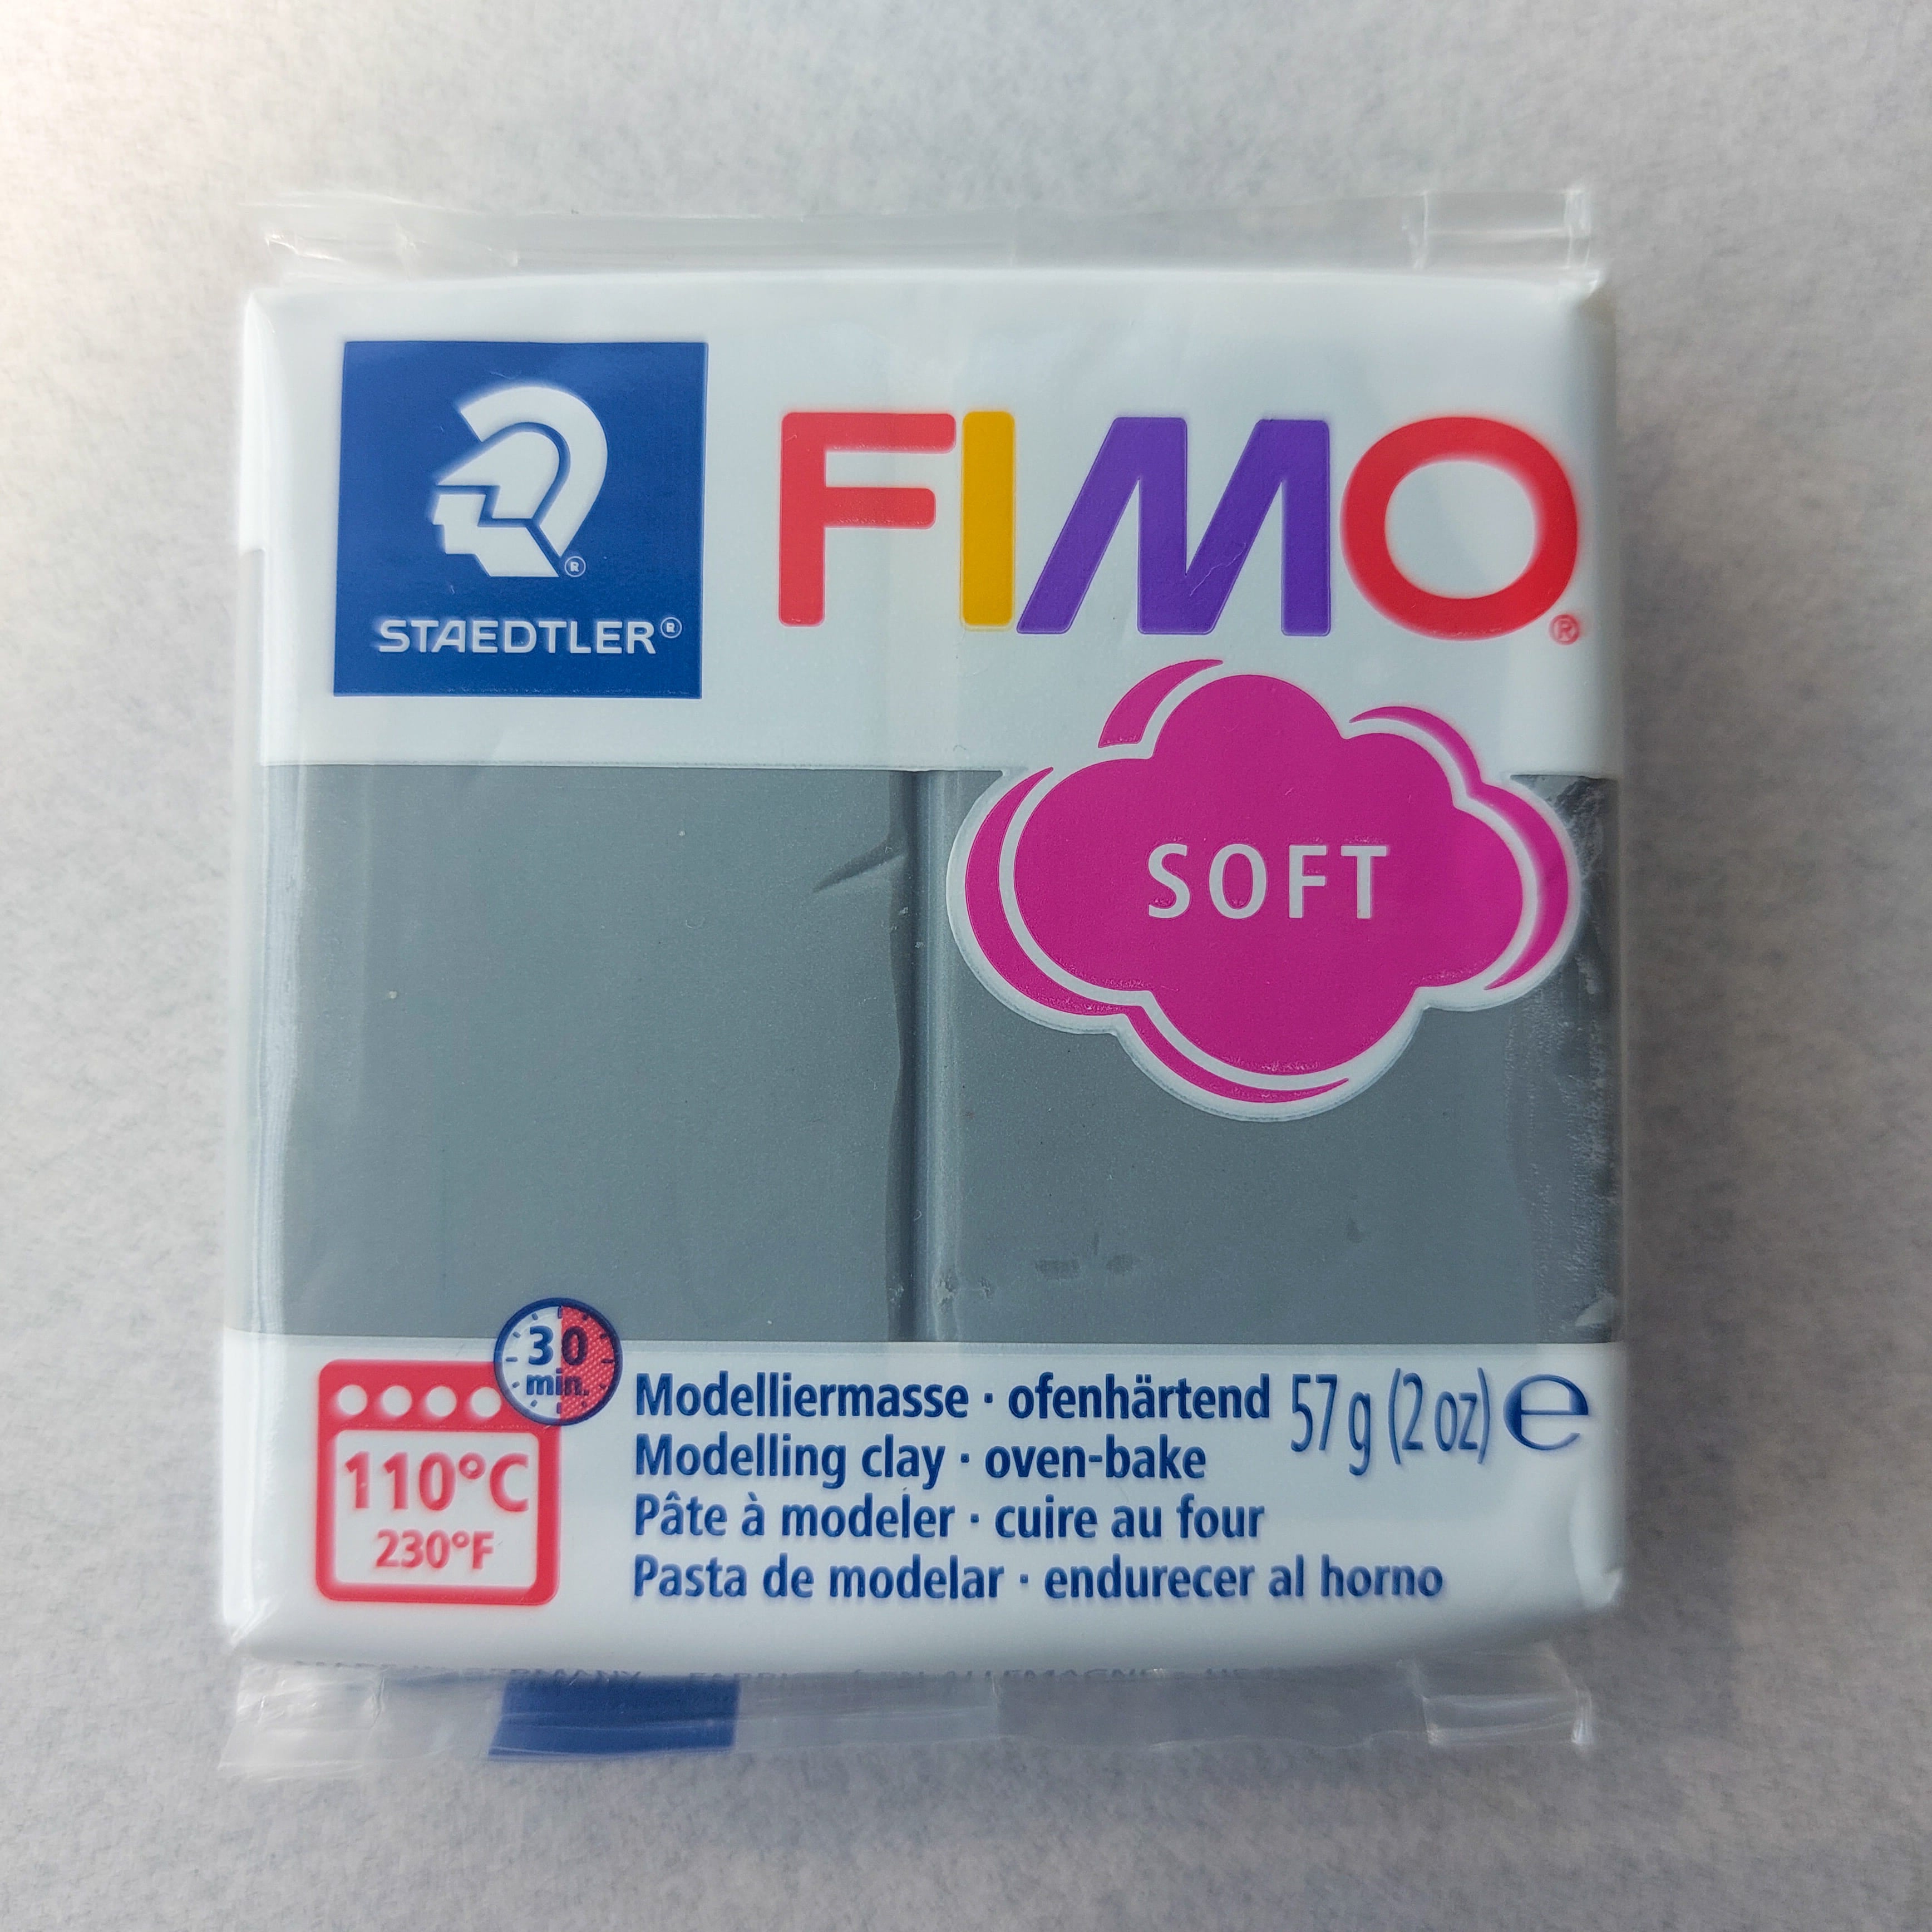 STAEDTLER®
FIMO®
SOFT
30
min.
110°C
230°F
Modelliermasse · ofenhärtend
57 g (2 oz) ℮
Modelling clay · oven-bake
Pâte à modeler · cuire au four
Pasta de modelar · endurecer al horno